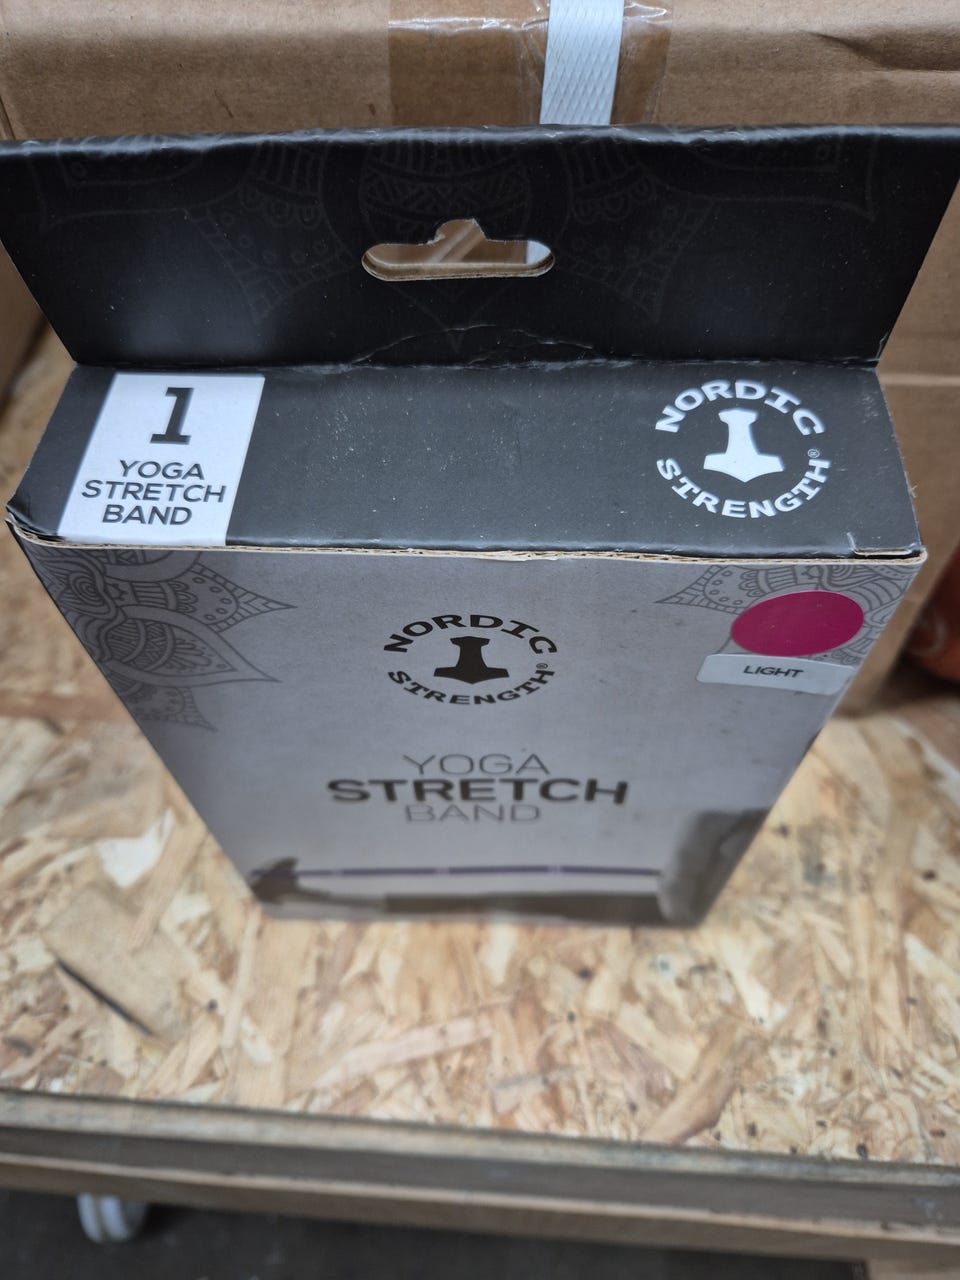 1
YOGA
STRETCH
BAND
NORDIC
STRENGTH®
NORDIC
STRENGTH®
LIGHT
YOGA
STRETCH
BAND